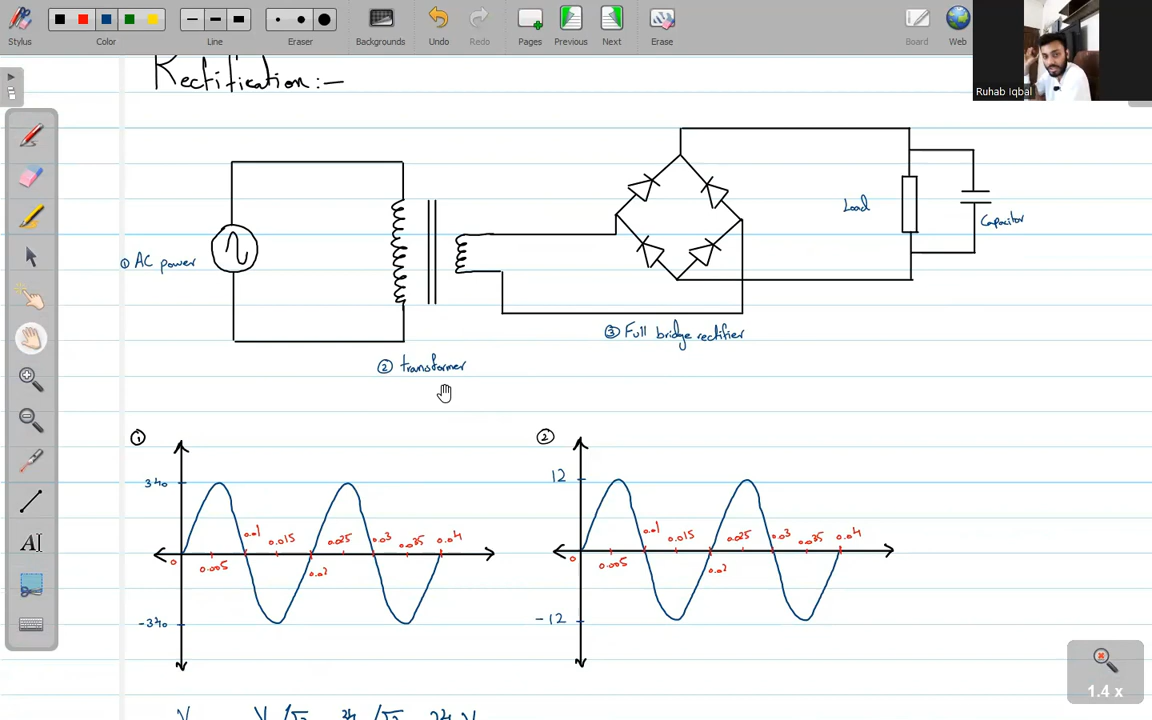 Stylus Color Line Eraser Backgrounds Undo Redo Pages Previous Next Erase Board Web
Ruhab Iqbal
Rectification:-
① AC power
② transformer
③ Full bridge rectifier
Load
Capacitor
①
340
-340
0 0.005 0.01 0.015 0.02 0.025 0.03 0.035 0.04
②
12
-12
0 0.005 0.01 0.015 0.02 0.025 0.03 0.035 0.04
1.4 x